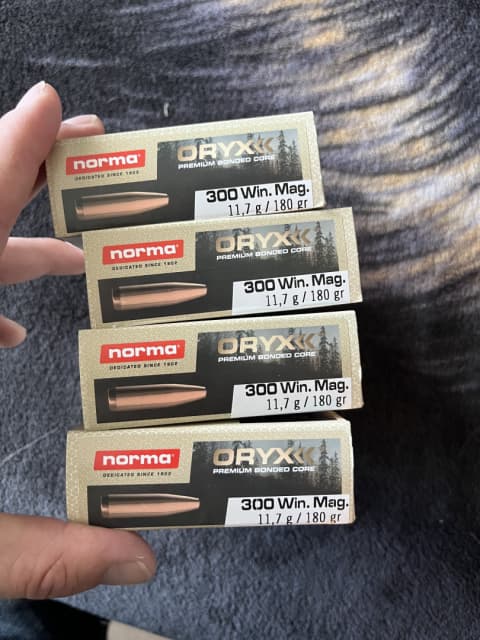 norma
DEDICATED SINCE 1902
ORYX
PREMIUM BONDED CORE
300 Win. Mag.
11,7 g / 180 gr
norma
DEDICATED SINCE 1902
ORYX
PREMIUM BONDED CORE
300 Win. Mag.
11,7 g / 180 gr
norma
DEDICATED SINCE 1902
ORYX
PREMIUM BONDED CORE
300 Win. Mag.
11,7 g / 180 gr
norma
DEDICATED SINCE 1902
ORYX
PREMIUM BONDED CORE
300 Win. Mag.
11,7 g / 180 gr